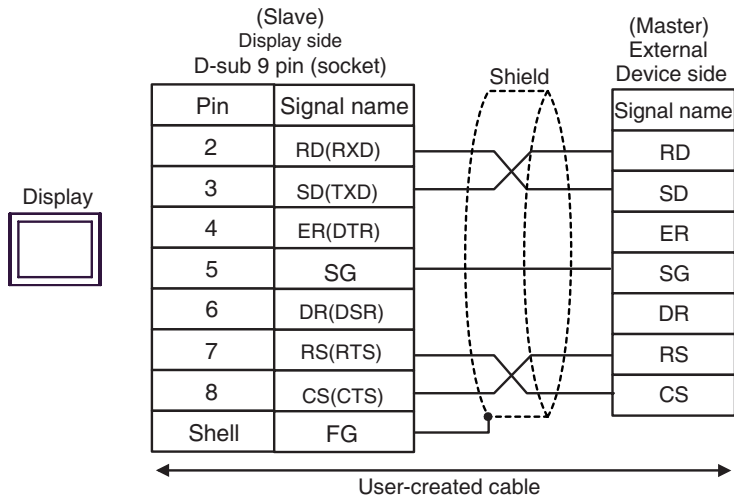 (Slave)
Display side
D-sub 9 pin (socket)
(Master)
External
Device side
Shield
Pin Signal name
Signal name
2 RD(RXD)
RD
3 SD(TXD)
SD
Display
4 ER(DTR)
ER
5 SG
SG
6 DR(DSR)
DR
7 RS(RTS)
RS
8 CS(CTS)
CS
Shell FG
User-created cable